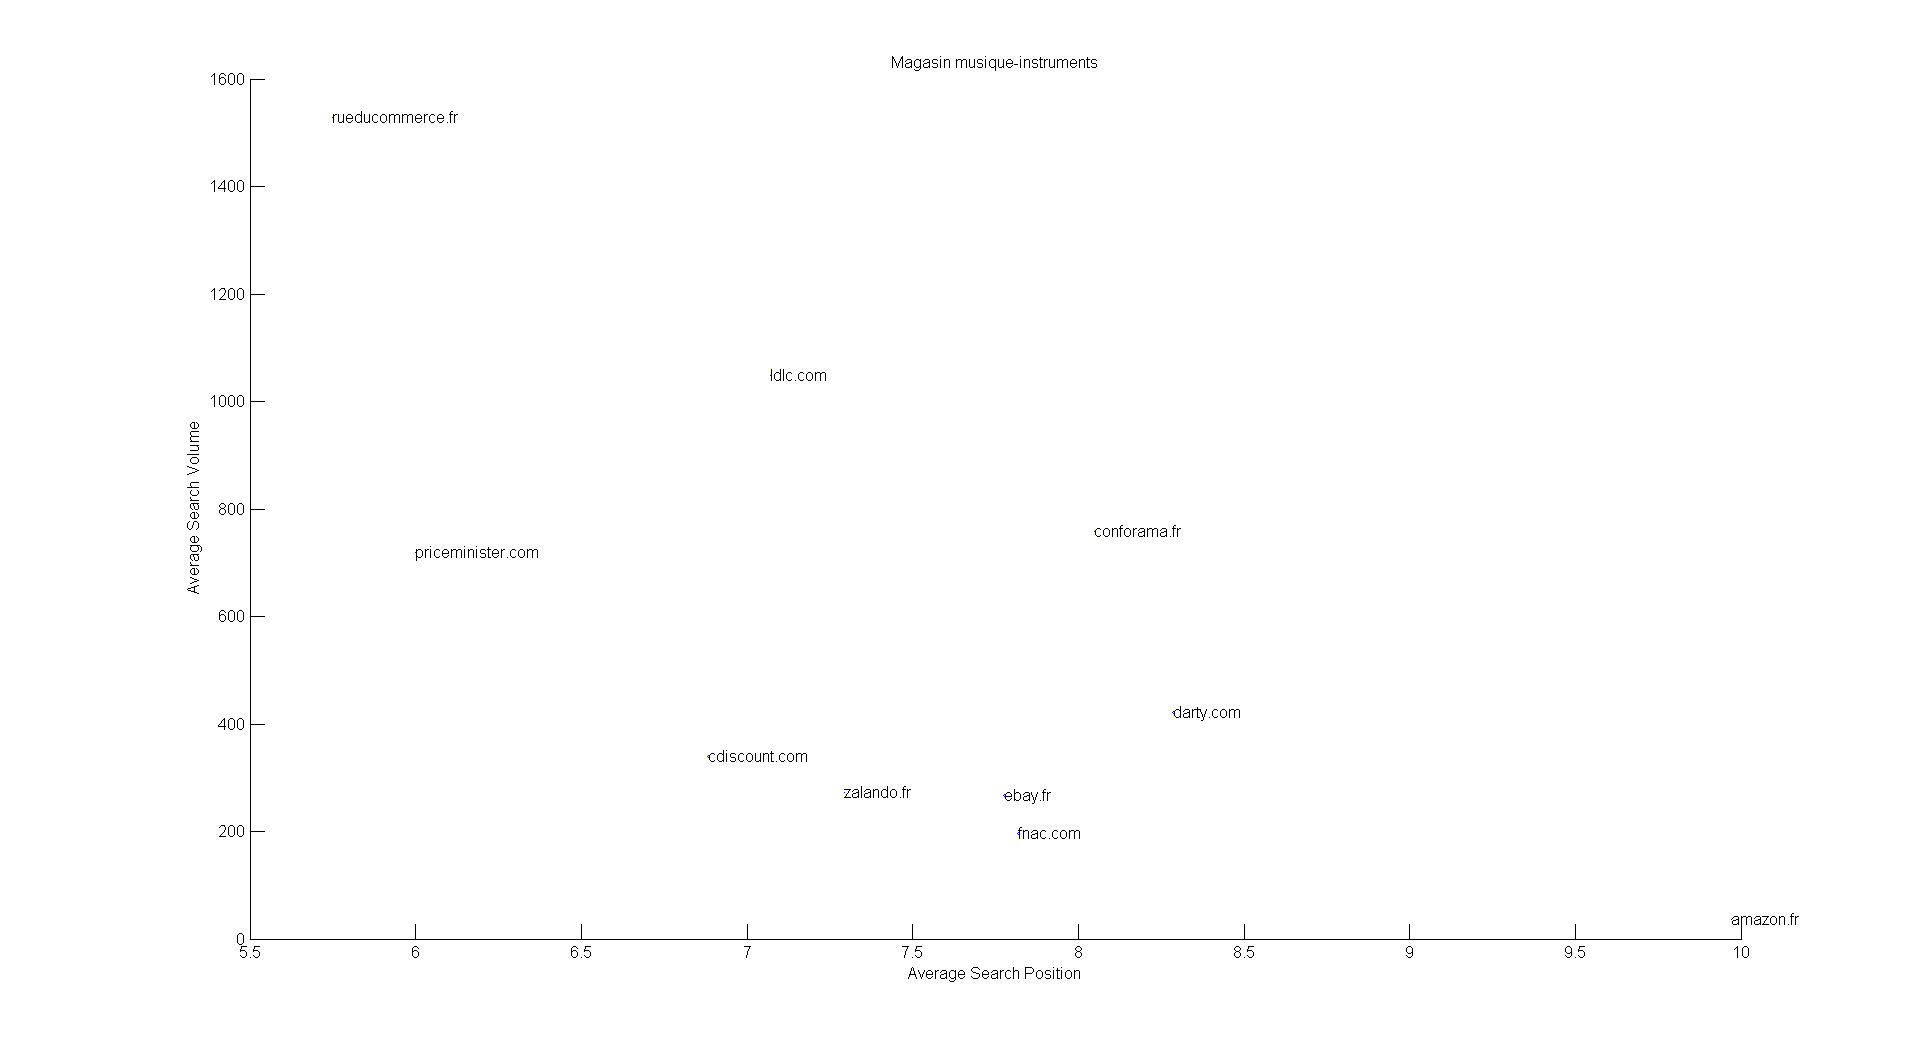 Magasin musique-instruments
1600
rueducommerce.fr
1400
1200
ldlc.com
1000
Average Search Volume
800
conforama.fr
priceminister.com
600
darty.com
400
cdiscount.com
zalando.fr
ebay.fr
fnac.com
200
amazon.fr
0
5.5 6 6.5 7 7.5 8 8.5 9 9.5 10
Average Search Position